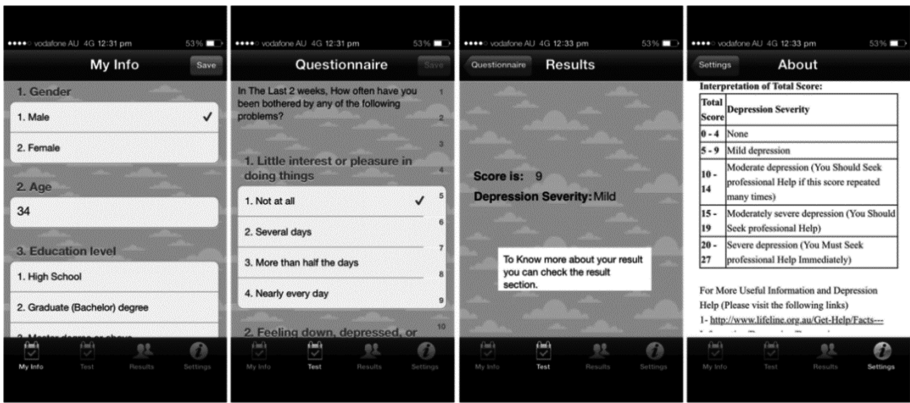 vodafone AU 4G 12:31 pm 53%
My Info Save
1. Gender
1. Male
2. Female
2. Age
34
3. Education level
1. High School
2. Graduate (Bachelor) degree
My Info Test Results Settings
vodafone AU 4G 12:31 pm 53%
Questionnaire Save
In The Last 2 weeks, How often have you
been bothered by any of the following
problems?
1. Little interest or pleasure in
doing things
1. Not at all
2. Several days
3. More than half the days
4. Nearly every day
2. Feeling down, depressed, or
1
2
3
4
5
6
7
8
9
10
My Info Test Results Settings
vodafone AU 4G 12:33 pm 53%
Questionnaire Results
Score is: 9
Depression Severity: Mild
To Know more about your result
you can check the result
section.
My Info Test Results Settings
vodafone AU 4G 12:33 pm 53%
Settings About
Interpretation of Total Score:
Total
Score
Depression Severity
0 - 4 None
5 - 9 Mild depression
10 -
14
Moderate depression (You Should Seek
professional Help if this score repeated
many times)
15 -
19
Moderately severe depression (You Should
Seek professional Help)
20 -
27
Severe depression (You Must Seek
professional Help Immediately)
For More Useful Information and Depression
Help (Please visit the following links)
1- http://www.lifeline.org.au/Get-Help/Facts---
My Info Test Results Settings